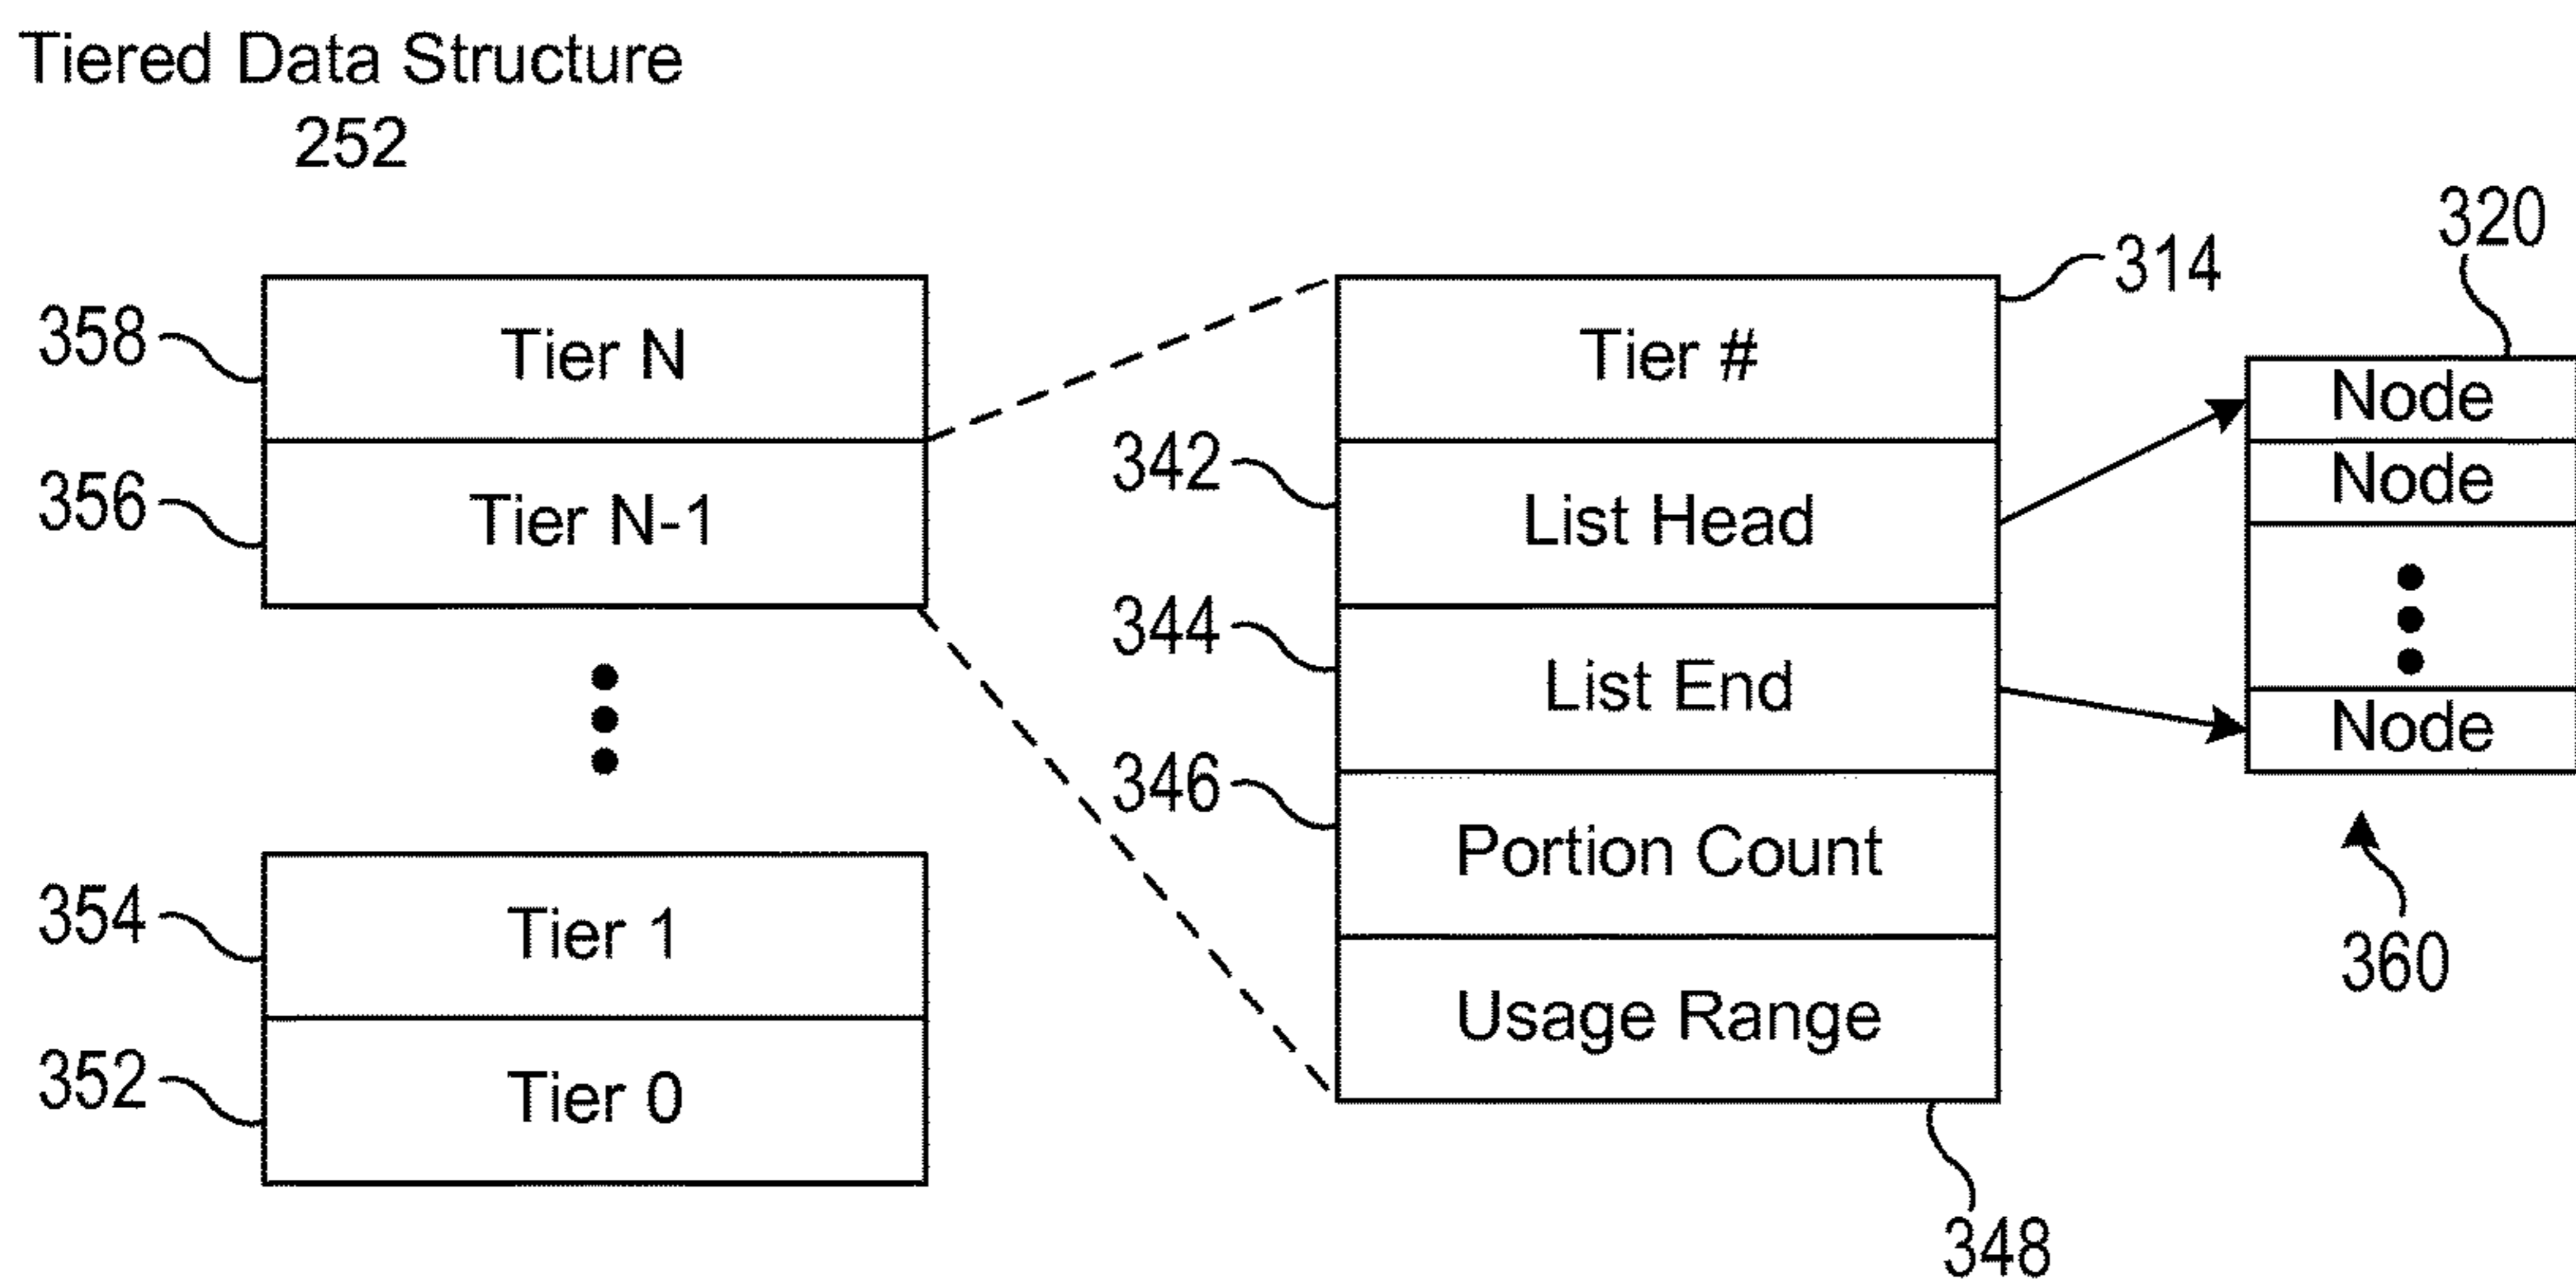 Tiered Data Structure
252
358
Tier N
356
Tier N-1
354
Tier 1
352
Tier 0
314
Tier #
342
List Head
344
List End
346
Portion Count
Usage Range
348
320
Node
Node
Node
360